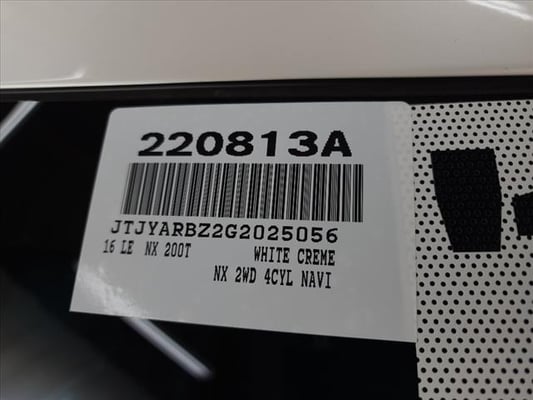 220813A
JTJYARBZ2G2025056
16 LE NX 200T WHITE CREME
NX 2WD 4CYL NAVI